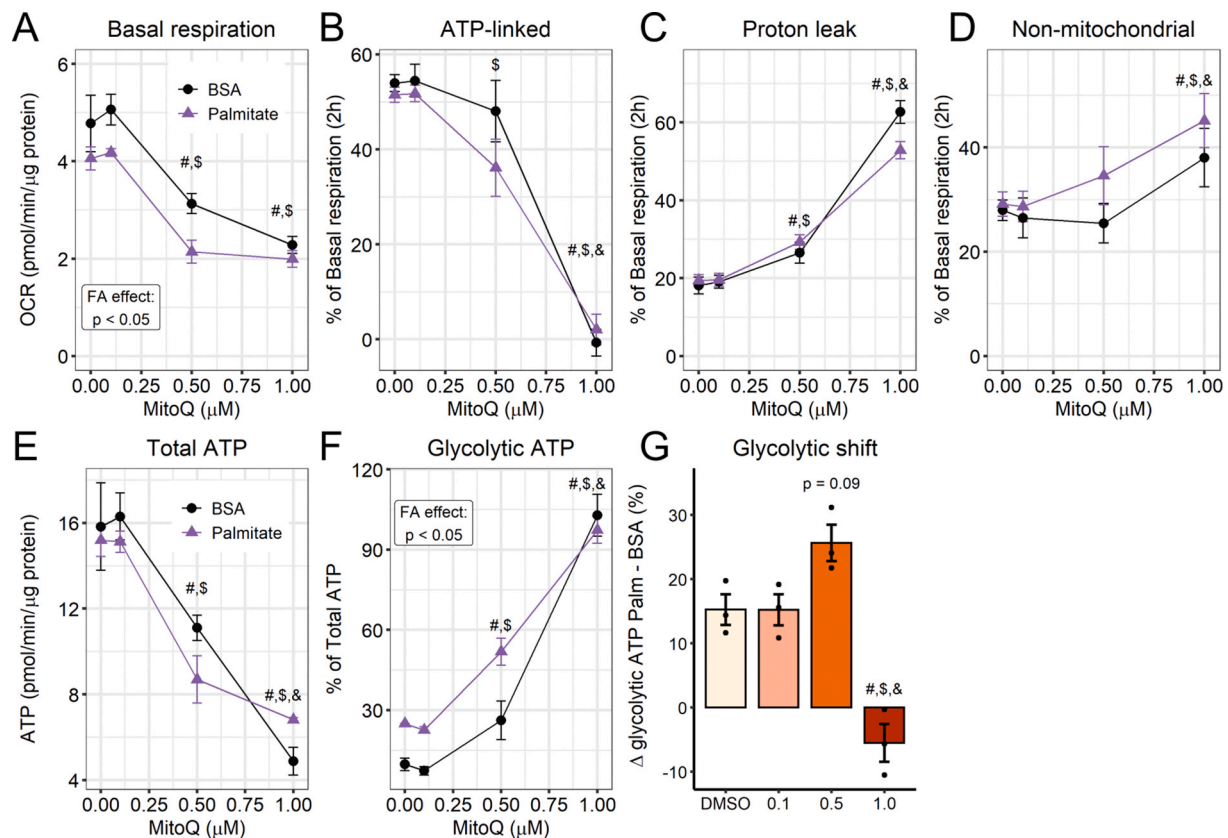 A Basal respiration
OCR (pmol/min/μg protein)
6
4
2
0
BSA
Palmitate
#,$
#,$
FA effect:
p < 0.05
0.00 0.25 0.50 0.75 1.00
MitoQ (μM)
B ATP-linked
% of Basal respiration (2h)
60
40
20
0
$
#,$,&
0.00 0.25 0.50 0.75 1.00
MitoQ (μM)
C Proton leak
% of Basal respiration (2h)
60
40
20
0
#,$,&
#,$
0.00 0.25 0.50 0.75 1.00
MitoQ (μM)
D Non-mitochondrial
% of Basal respiration (2h)
40
20
0
#,$,&
0.00 0.25 0.50 0.75 1.00
MitoQ (μM)
E Total ATP
ATP (pmol/min/μg protein)
16
12
8
4
BSA
Palmitate
#,$
#,$,&
0.00 0.25 0.50 0.75 1.00
MitoQ (μM)
F Glycolytic ATP
% of Total ATP
120
90
60
30
FA effect:
p < 0.05
#,$,&
#,$
0.00 0.25 0.50 0.75 1.00
MitoQ (μM)
G Glycolytic shift
Δ glycolytic ATP Palm - BSA (%)
30
20
10
0
-10
p = 0.09
#,$,&
DMSO 0.1 0.5 1.0
MitoQ (μM)